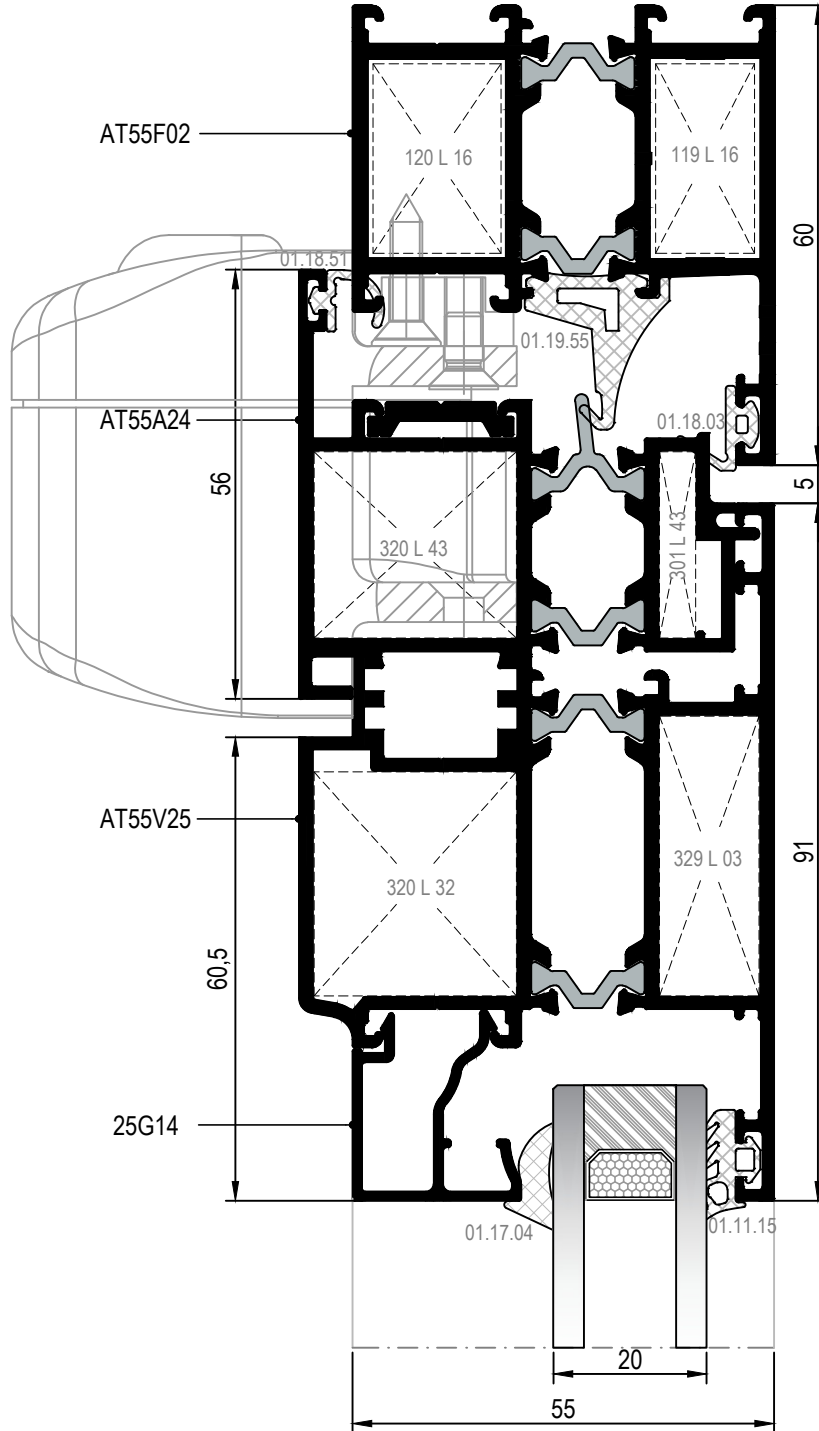 AT55F02
120 L 16
119 L 16
60
01.18.51
01.19.55
AT55A24
01.18.03
56
5
320 L 43
301 L 43
AT55V25
329 L 03
91
320 L 32
60,5
25G14
01.17.04
01.11.15
20
55